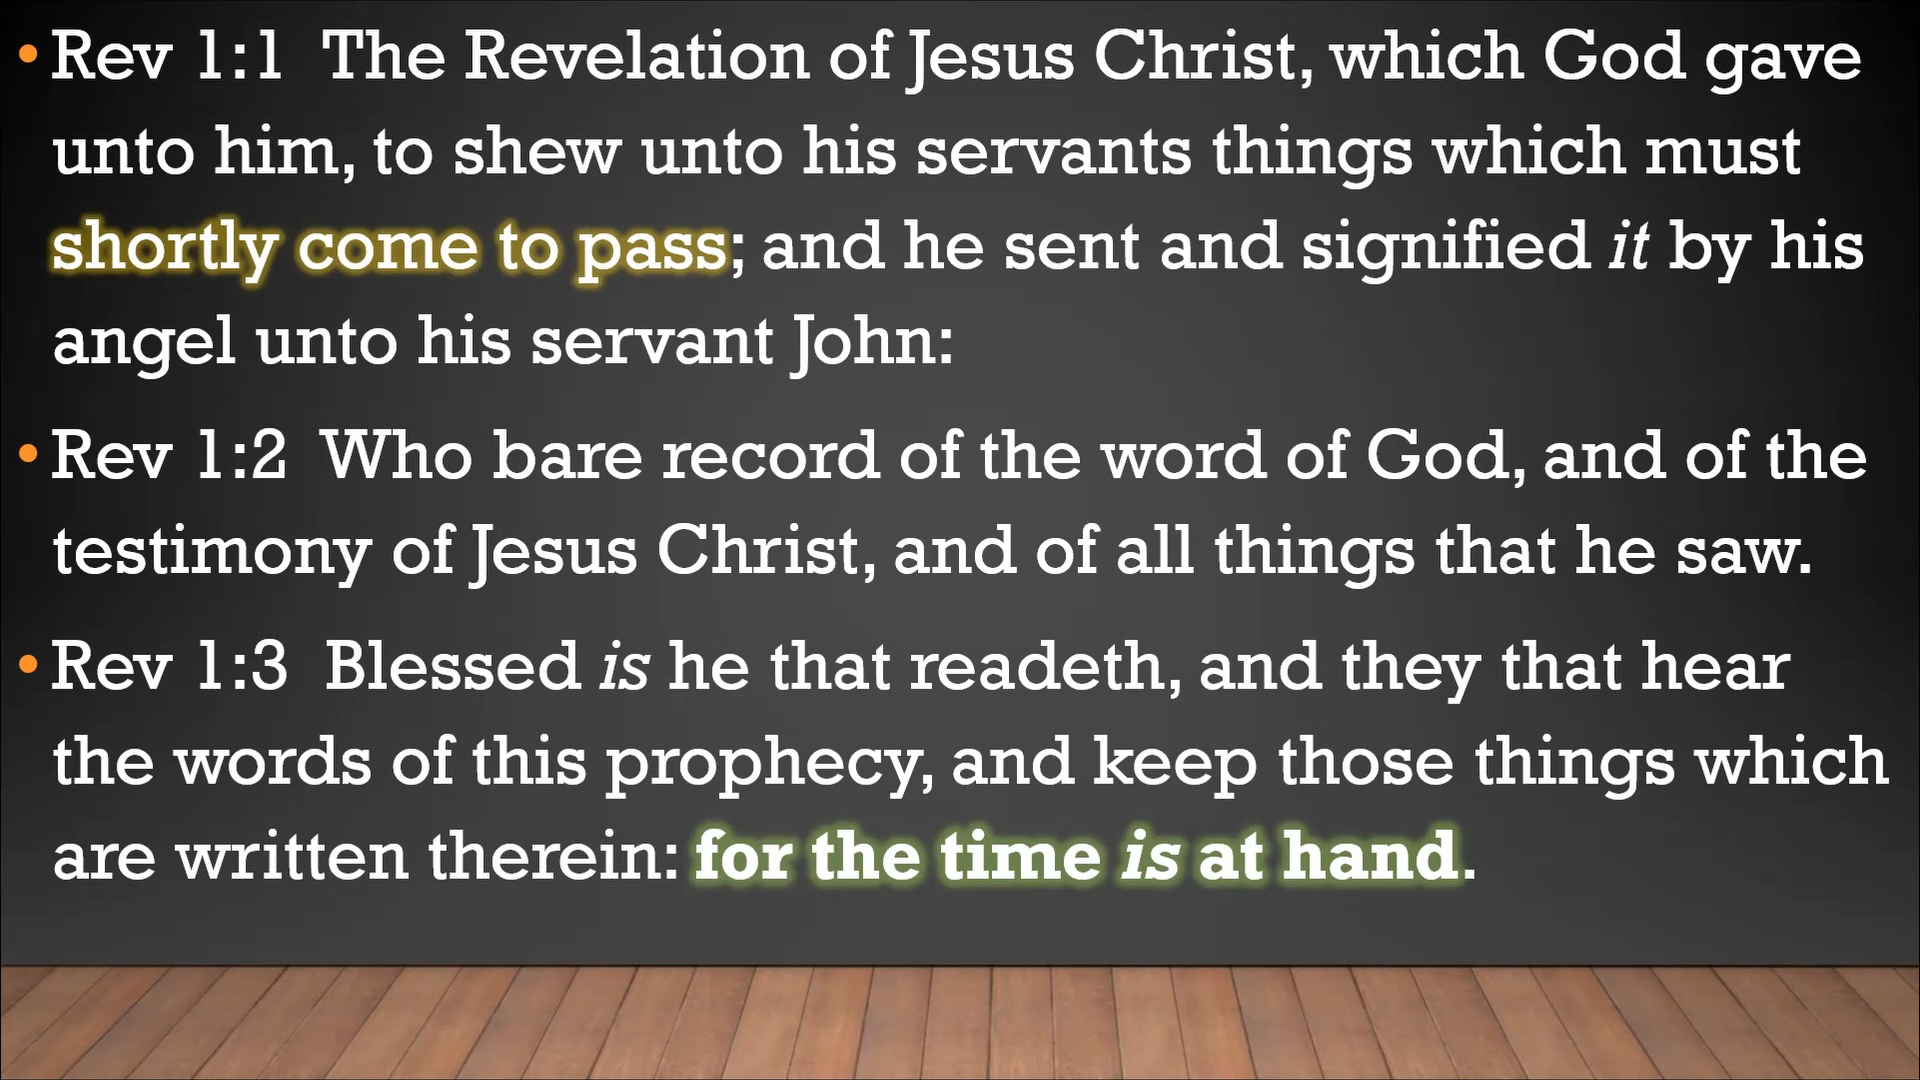 • Rev 1:1  The Revelation of Jesus Christ, which God gave
unto him, to shew unto his servants things which must
shortly come to pass; and he sent and signified it by his
angel unto his servant John:
• Rev 1:2  Who bare record of the word of God, and of the
testimony of Jesus Christ, and of all things that he saw.
• Rev 1:3  Blessed is he that readeth, and they that hear
the words of this prophecy, and keep those things which
are written therein: for the time is at hand.